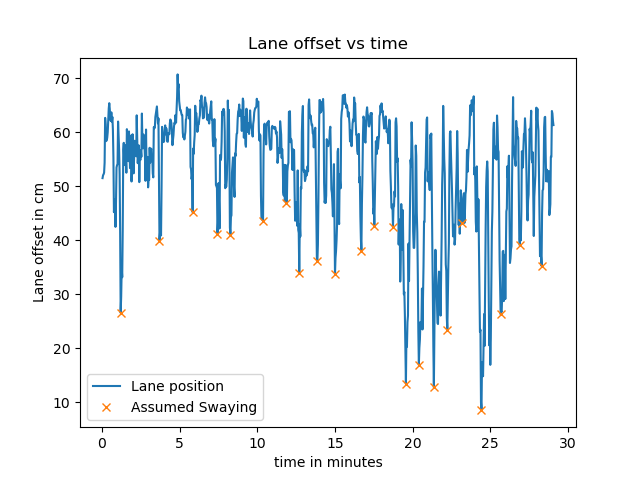 Lane offset vs time
Lane offset in cm
70
60
50
40
30
20
10
Lane position
Assumed Swaying
0 5 10 15 20 25 30
time in minutes